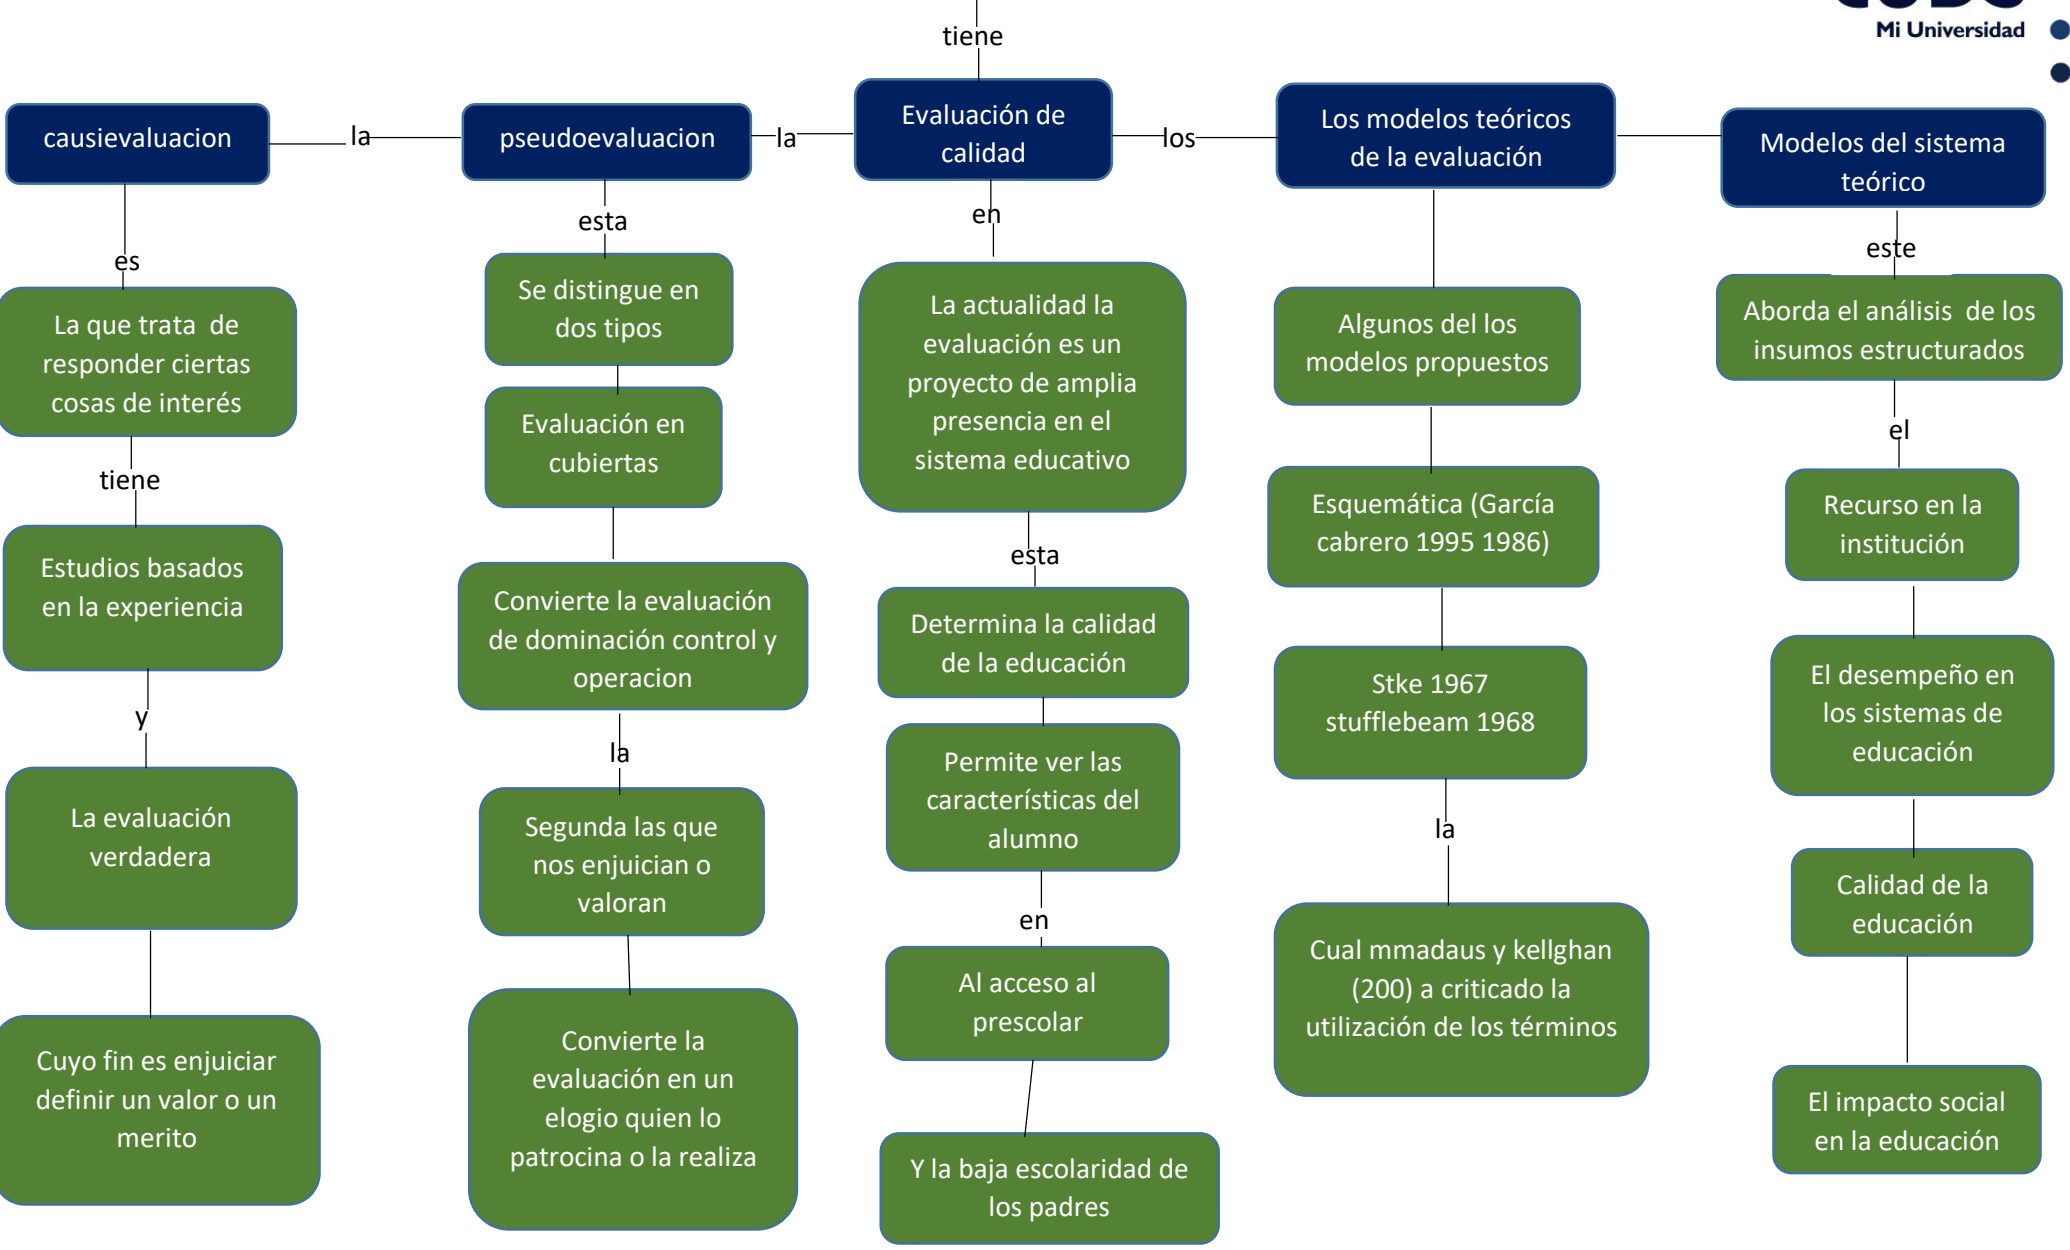 tiene
Mi Universidad
causievaluacion
la
pseudoevaluacion
la
Evaluación de
calidad
los
Los modelos teóricos
de la evaluación
Modelos del sistema
teórico
es
La que trata  de
responder ciertas
cosas de interés
tiene
Estudios basados
en la experiencia
y
La evaluación
verdadera
Cuyo fin es enjuiciar
definir un valor o un
merito
esta
Se distingue en
dos tipos
Evaluación en
cubiertas
Convierte la evaluación
de dominación control y
operacion
la
Segunda las que
nos enjuician o
valoran
Convierte la
evaluación en un
elogio quien lo
patrocina o la realiza
en
La actualidad la
evaluación es un
proyecto de amplia
presencia en el
sistema educativo
esta
Determina la calidad
de la educación
Permite ver las
características del
alumno
en
Al acceso al
prescolar
Y la baja escolaridad de
los padres
Algunos del los
modelos propuestos
Esquemática (García
cabrero 1995 1986)
Stke 1967
stufflebeam 1968
la
Cual mmadaus y kellghan
(200) a criticado la
utilización de los términos
este
Aborda el análisis  de los
insumos estructurados
el
Recurso en la
institución
El desempeño en
los sistemas de
educación
Calidad de la
educación
El impacto social
en la educación